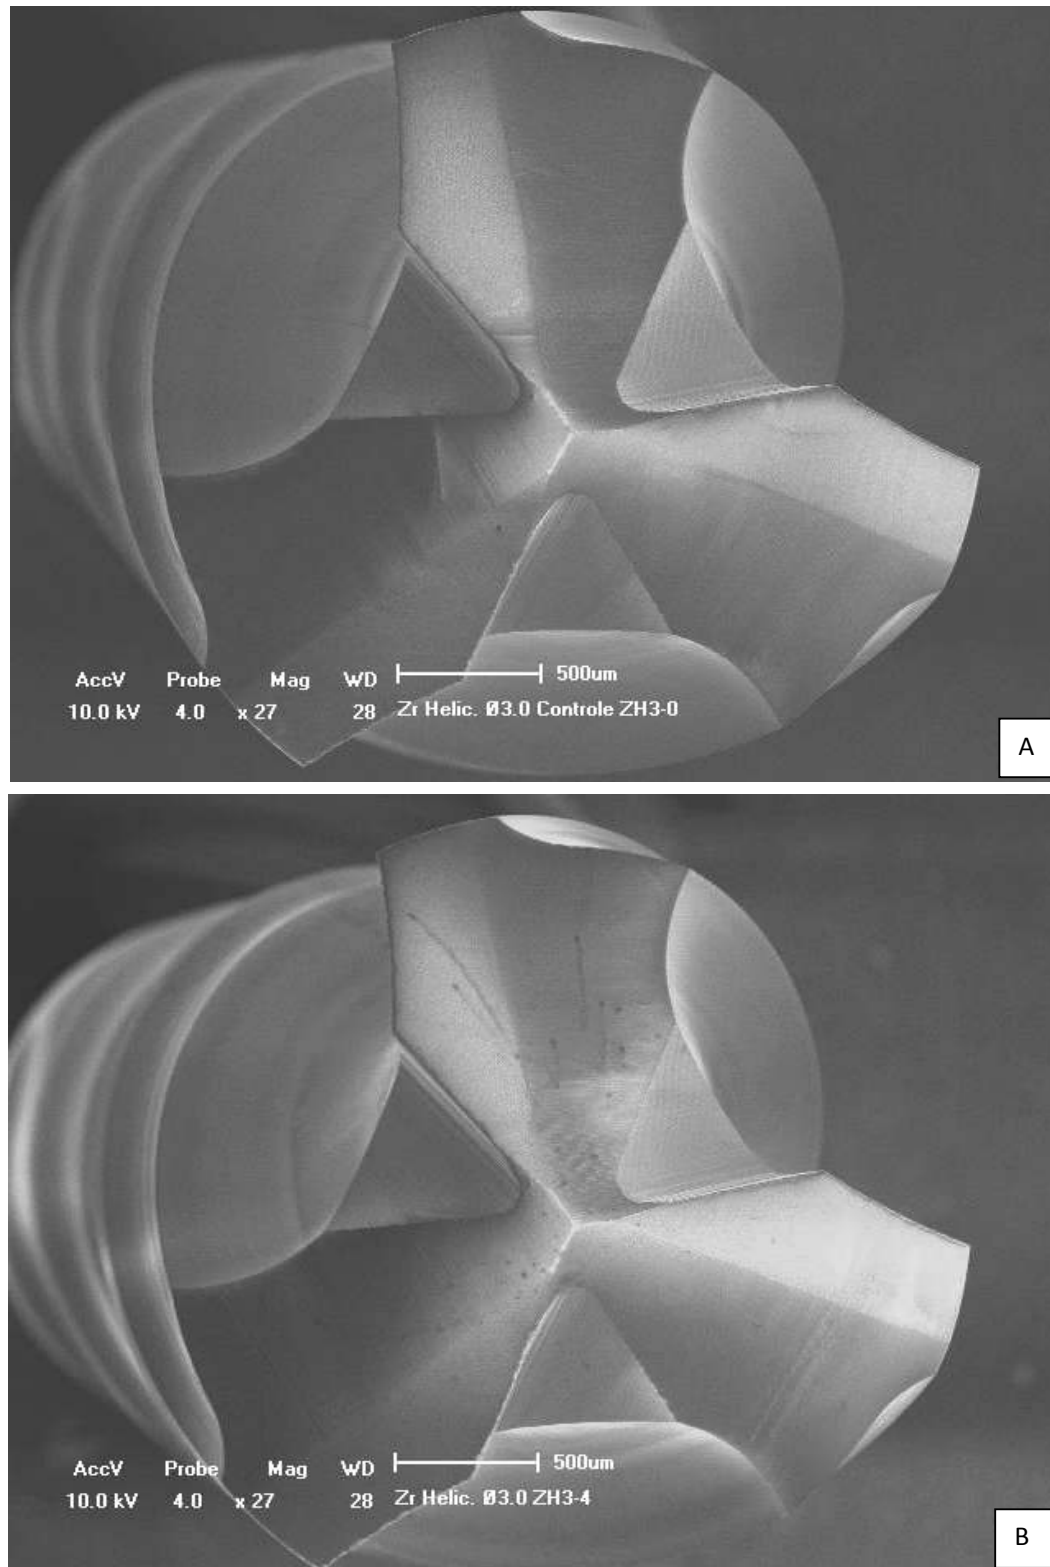 AccV Probe Mag WD 500um
10.0 kV 4.0 x 27 28 Zr Helic. Ø3.0 Controle ZH3-0
A
AccV Probe Mag WD 500um
10.0 kV 4.0 x 27 28 Zr Helic. Ø3.0 ZH3-4
B